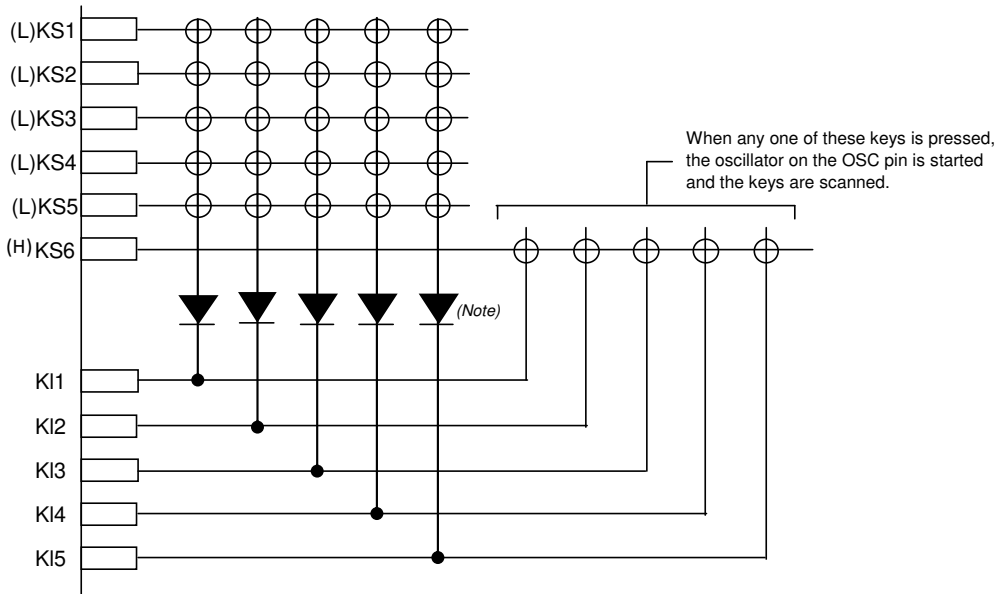 (L)KS1
(L)KS2
(L)KS3
(L)KS4
(L)KS5
(H) KS6
When any one of these keys is pressed,
the oscillator on the OSC pin is started
and the keys are scanned.
(Note)
KI1
KI2
KI3
KI4
KI5